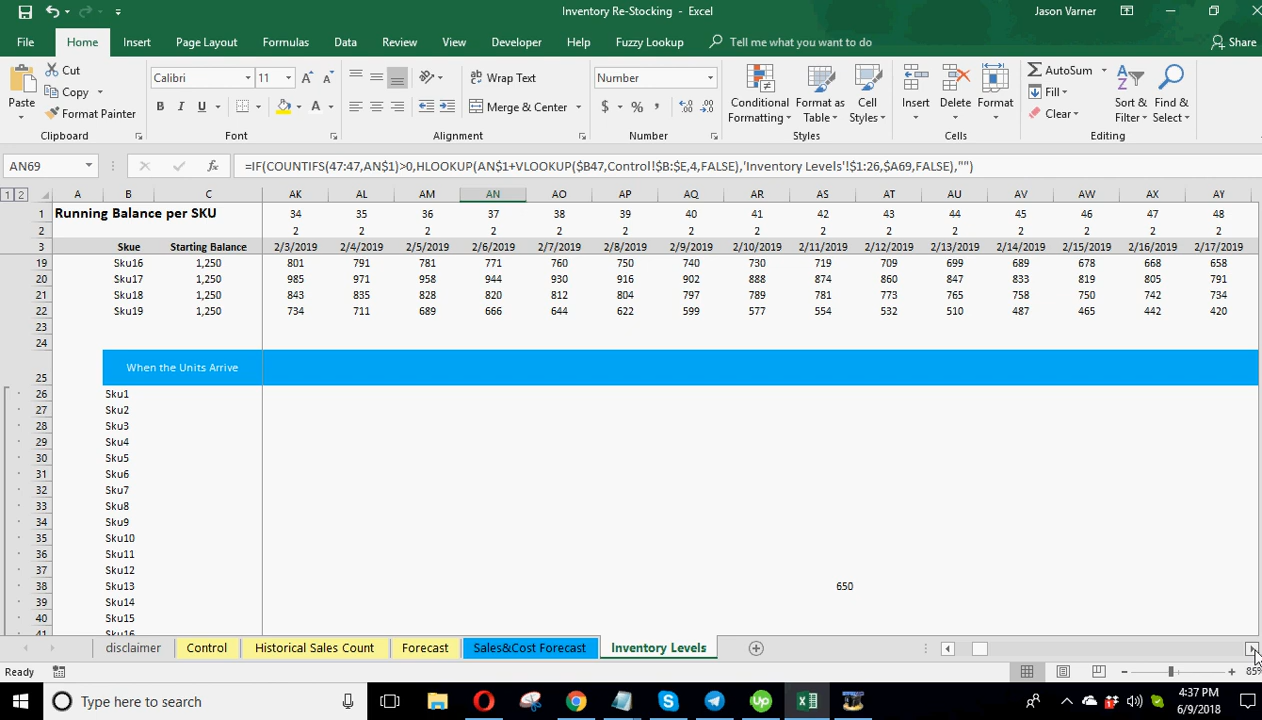 Inventory Re-Stocking - Excel
Jason Varner
File Home Insert Page Layout Formulas Data Review View Developer Help Fuzzy Lookup Tell me what you want to do Share
Paste
Cut
Copy
Format Painter
Clipboard
Calibri 11
B I U A
Font
Wrap Text
Merge & Center
Alignment
Number
$ % ,
Number
Conditional Formatting
Format as Table
Cell Styles
Styles
Insert Delete Format
Cells
AutoSum
Fill
Clear
Sort & Filter
Find & Select
Editing
AN69 fx =IF(COUNTIFS(47:47,AN$1)>0,HLOOKUP(AN$1+VLOOKUP($B47,Control!$B:$E,4,FALSE),'Inventory Levels'!$1:26,$A69,FALSE),"")
1 2 A B C AK AL AM AN AO AP AQ AR AS AT AU AV AW AX AY
1 Running Balance per SKU 34 35 36 37 38 39 40 41 42 43 44 45 46 47 48
2 2 2 2 2 2 2 2 2 2 2 2 2 2 2 2
3 Skue Starting Balance 2/3/2019 2/4/2019 2/5/2019 2/6/2019 2/7/2019 2/8/2019 2/9/2019 2/10/2019 2/11/2019 2/12/2019 2/13/2019 2/14/2019 2/15/2019 2/16/2019 2/17/2019
19 Sku16 1,250 801 791 781 771 760 750 740 730 719 709 699 689 678 668 658
20 Sku17 1,250 985 971 958 944 930 916 902 888 874 860 847 833 819 805 791
21 Sku18 1,250 843 835 828 820 812 804 797 789 781 773 765 758 750 742 734
22 Sku19 1,250 734 711 689 666 644 622 599 577 554 532 510 487 465 442 420
23
24
25 When the Units Arrive
26 Sku1
27 Sku2
28 Sku3
29 Sku4
30 Sku5
31 Sku6
32 Sku7
33 Sku8
34 Sku9
35 Sku10
36 Sku11
37 Sku12
38 Sku13 650
39 Sku14
40 Sku15
41 Sku16
disclaimer Control Historical Sales Count Forecast Sales&Cost Forecast Inventory Levels
Ready 85%
Type here to search
4:37 PM
6/9/2018